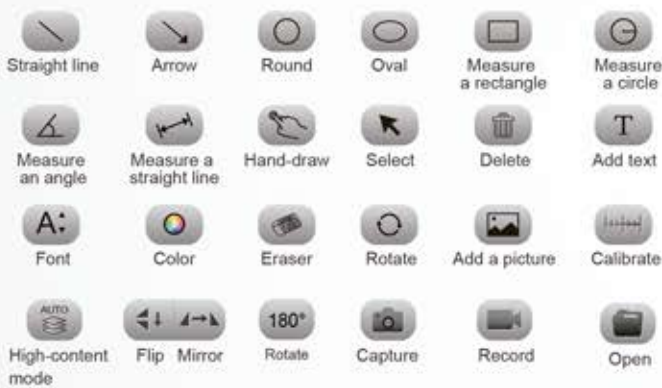 Straight line
Arrow
Round
Oval
Measure
a rectangle
Measure
a circle
T
Measure
an angle
Measure a
straight line
Hand-draw
Select
Delete
Add text
A
Font
Color
Eraser
Rotate
Add a picture
Calibrate
AUTO
180°
High-content
mode
Flip
Mirror
Rotate
Capture
Record
Open